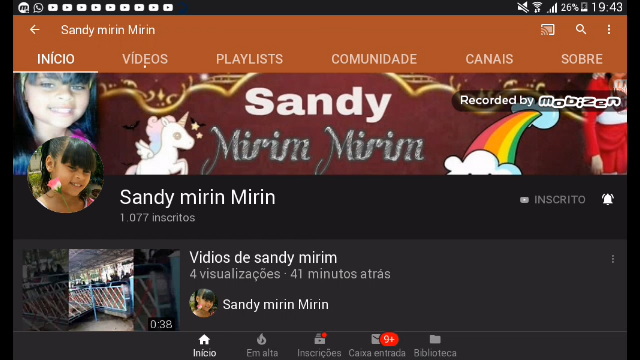 26% 19:43
Sandy mirin Mirin
INÍCIO VÍDEOS PLAYLISTS COMUNIDADE CANAIS SOBRE
Sandy
Mirim Mirim
Recorded by mobizen
Sandy mirin Mirin
1.077 inscritos
INSCRITO
Vidios de sandy mirim
4 visualizações · 41 minutos atrás
Sandy mirin Mirin
0:38
9+
Início Em alta Inscrições Caixa entrada Biblioteca